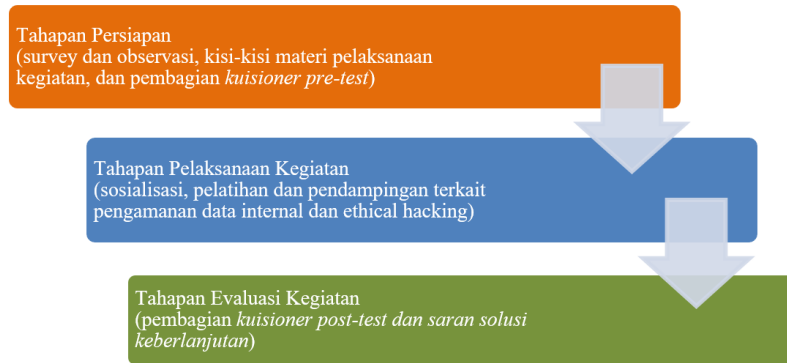 Tahapan Persiapan
(survey dan observasi, kisi-kisi materi pelaksanaan
kegiatan, dan pembagian kuisioner pre-test)
Tahapan Pelaksanaan Kegiatan
(sosialisasi, pelatihan dan pendampingan terkait
pengamanan data internal dan ethical hacking)
Tahapan Evaluasi Kegiatan
(pembagian kuisioner post-test dan saran solusi
keberlanjutan)